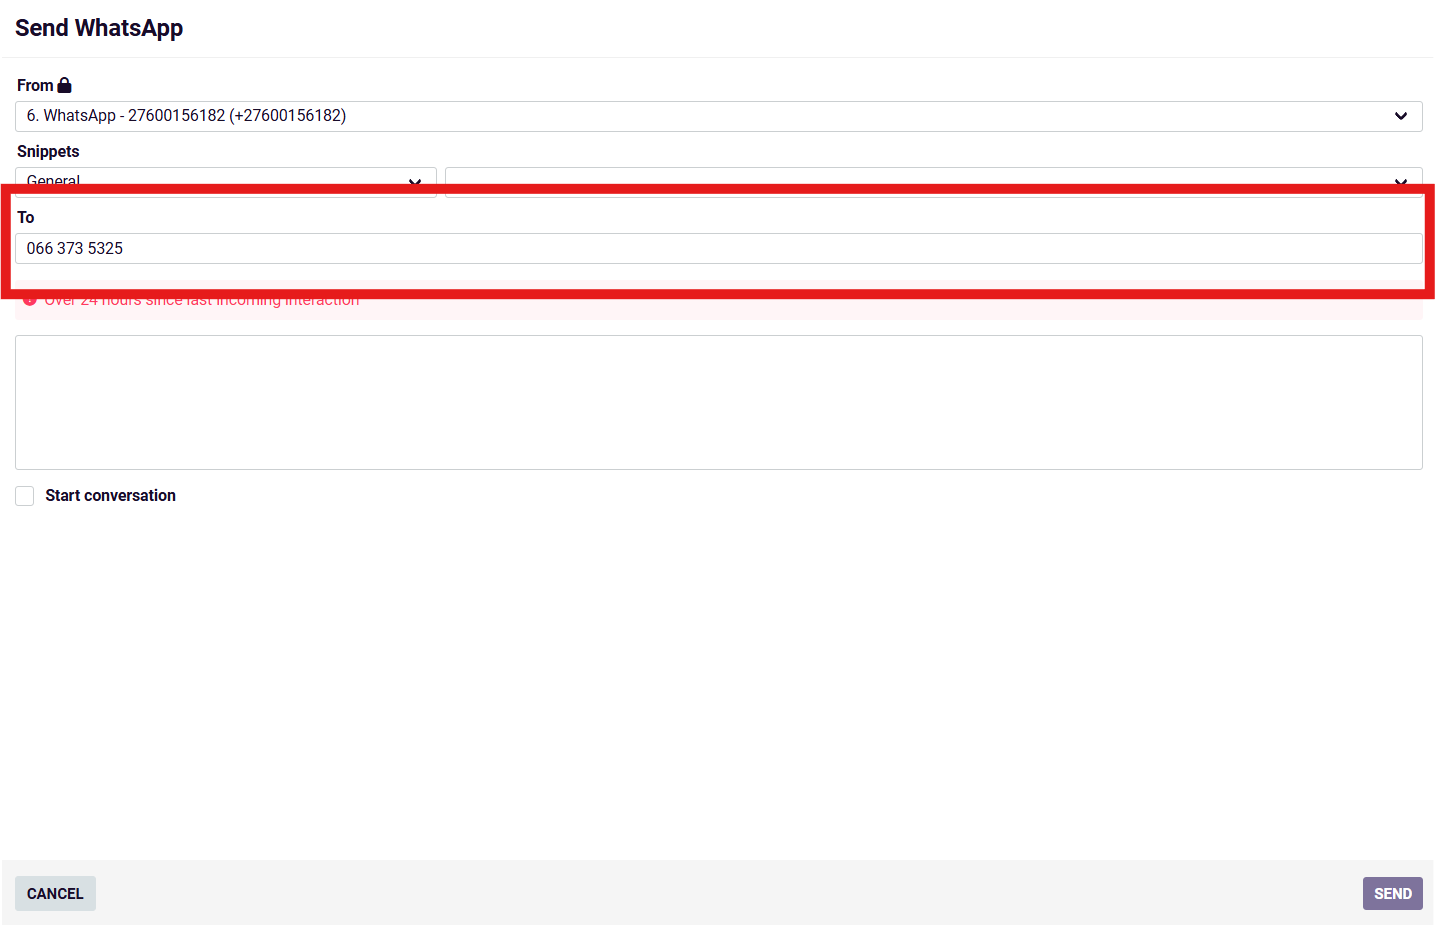 Send WhatsApp
From
6. WhatsApp - 27600156182 (+27600156182)
Snippets
General
To
066 373 5325
Over 24 hours since last incoming interaction
Start conversation
CANCEL
SEND